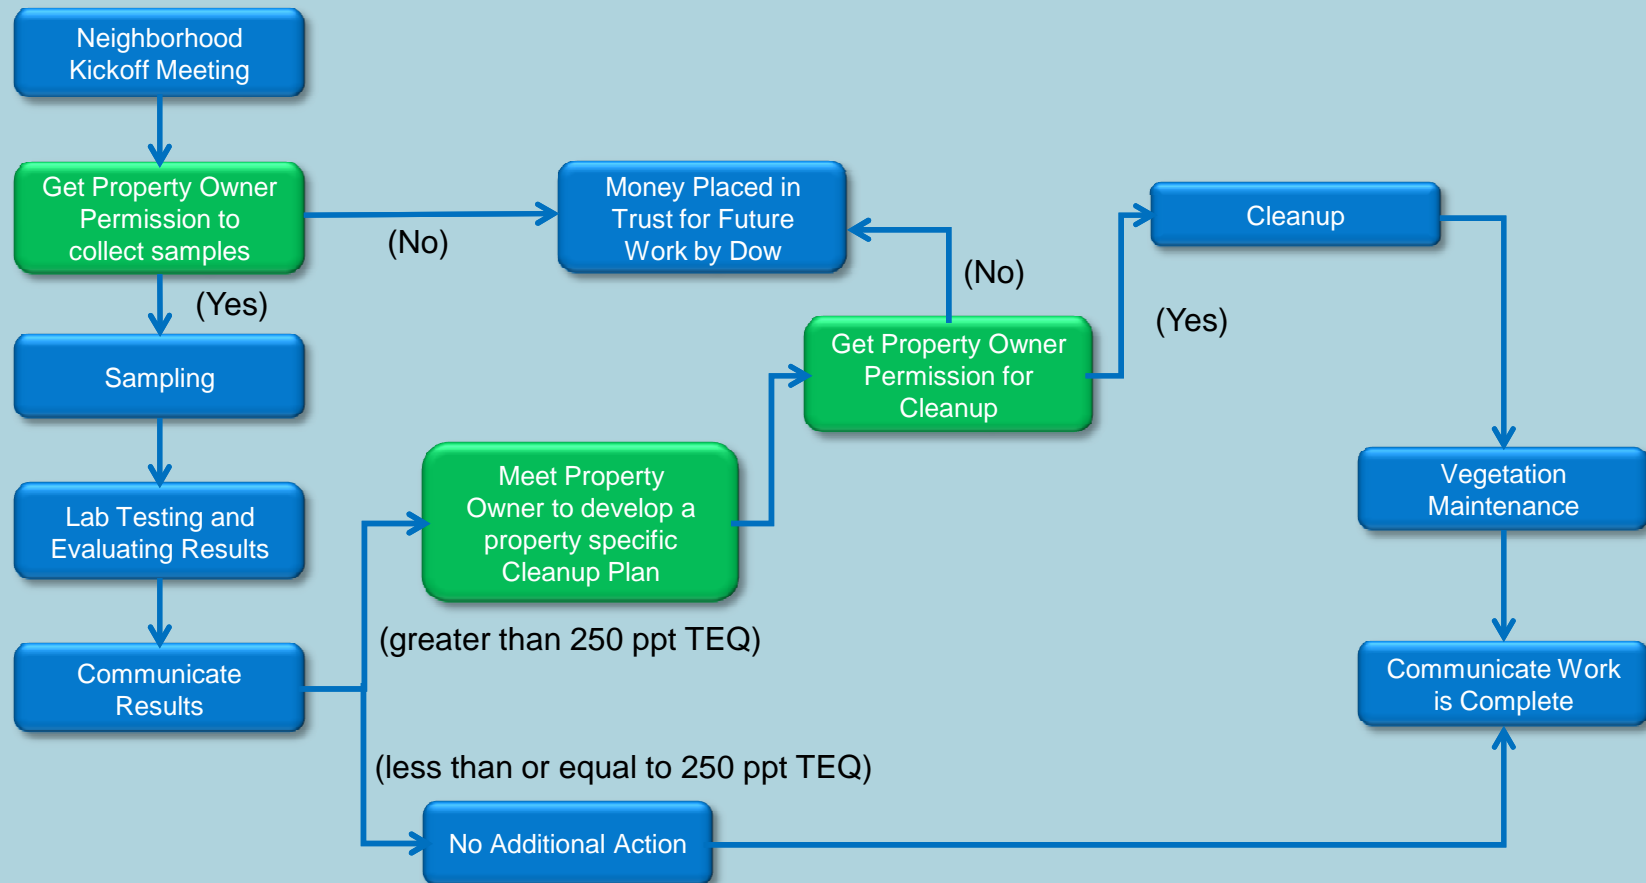 Neighborhood
Kickoff Meeting
Get Property Owner
Permission to
collect samples
(No)
Money Placed in
Trust for Future
Work by Dow
(No)
Cleanup
(Yes)
(Yes)
Sampling
Get Property Owner
Permission for
Cleanup
Lab Testing and
Evaluating Results
Meet Property
Owner to develop a
property specific
Cleanup Plan
Vegetation
Maintenance
(greater than 250 ppt TEQ)
Communicate
Results
Communicate Work
is Complete
(less than or equal to 250 ppt TEQ)
No Additional Action